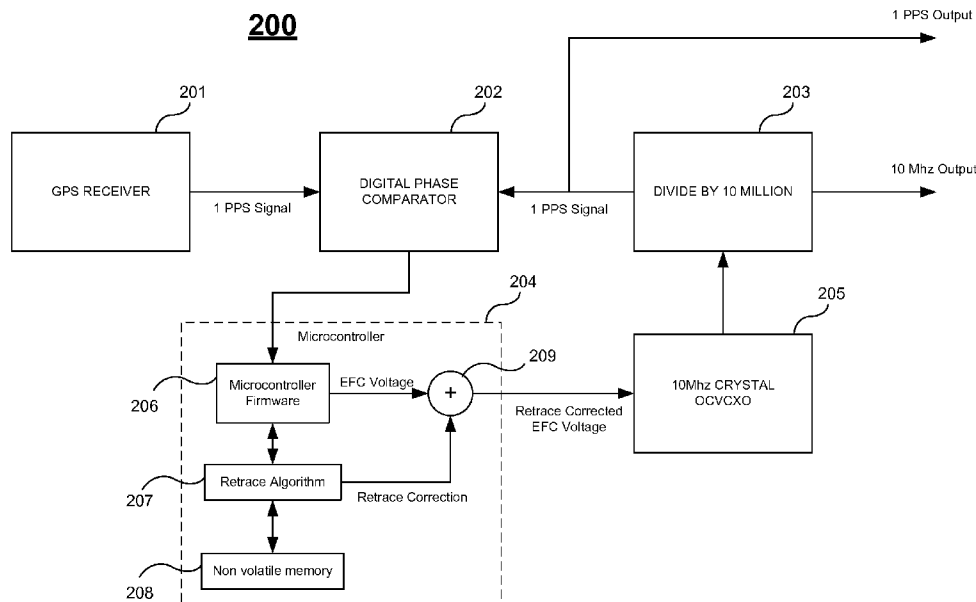 200
1 PPS Output
201
202
203
GPS RECEIVER
DIGITAL PHASE
COMPARATOR
DIVIDE BY 10 MILLION
10 Mhz Output
1 PPS Signal
1 PPS Signal
204
205
Microcontroller
209
206
Microcontroller
Firmware
EFC Voltage
+
10Mhz CRYSTAL
OCVCXO
Retrace Corrected
EFC Voltage
207
Retrace Algorithm
Retrace Correction
208
Non volatile memory